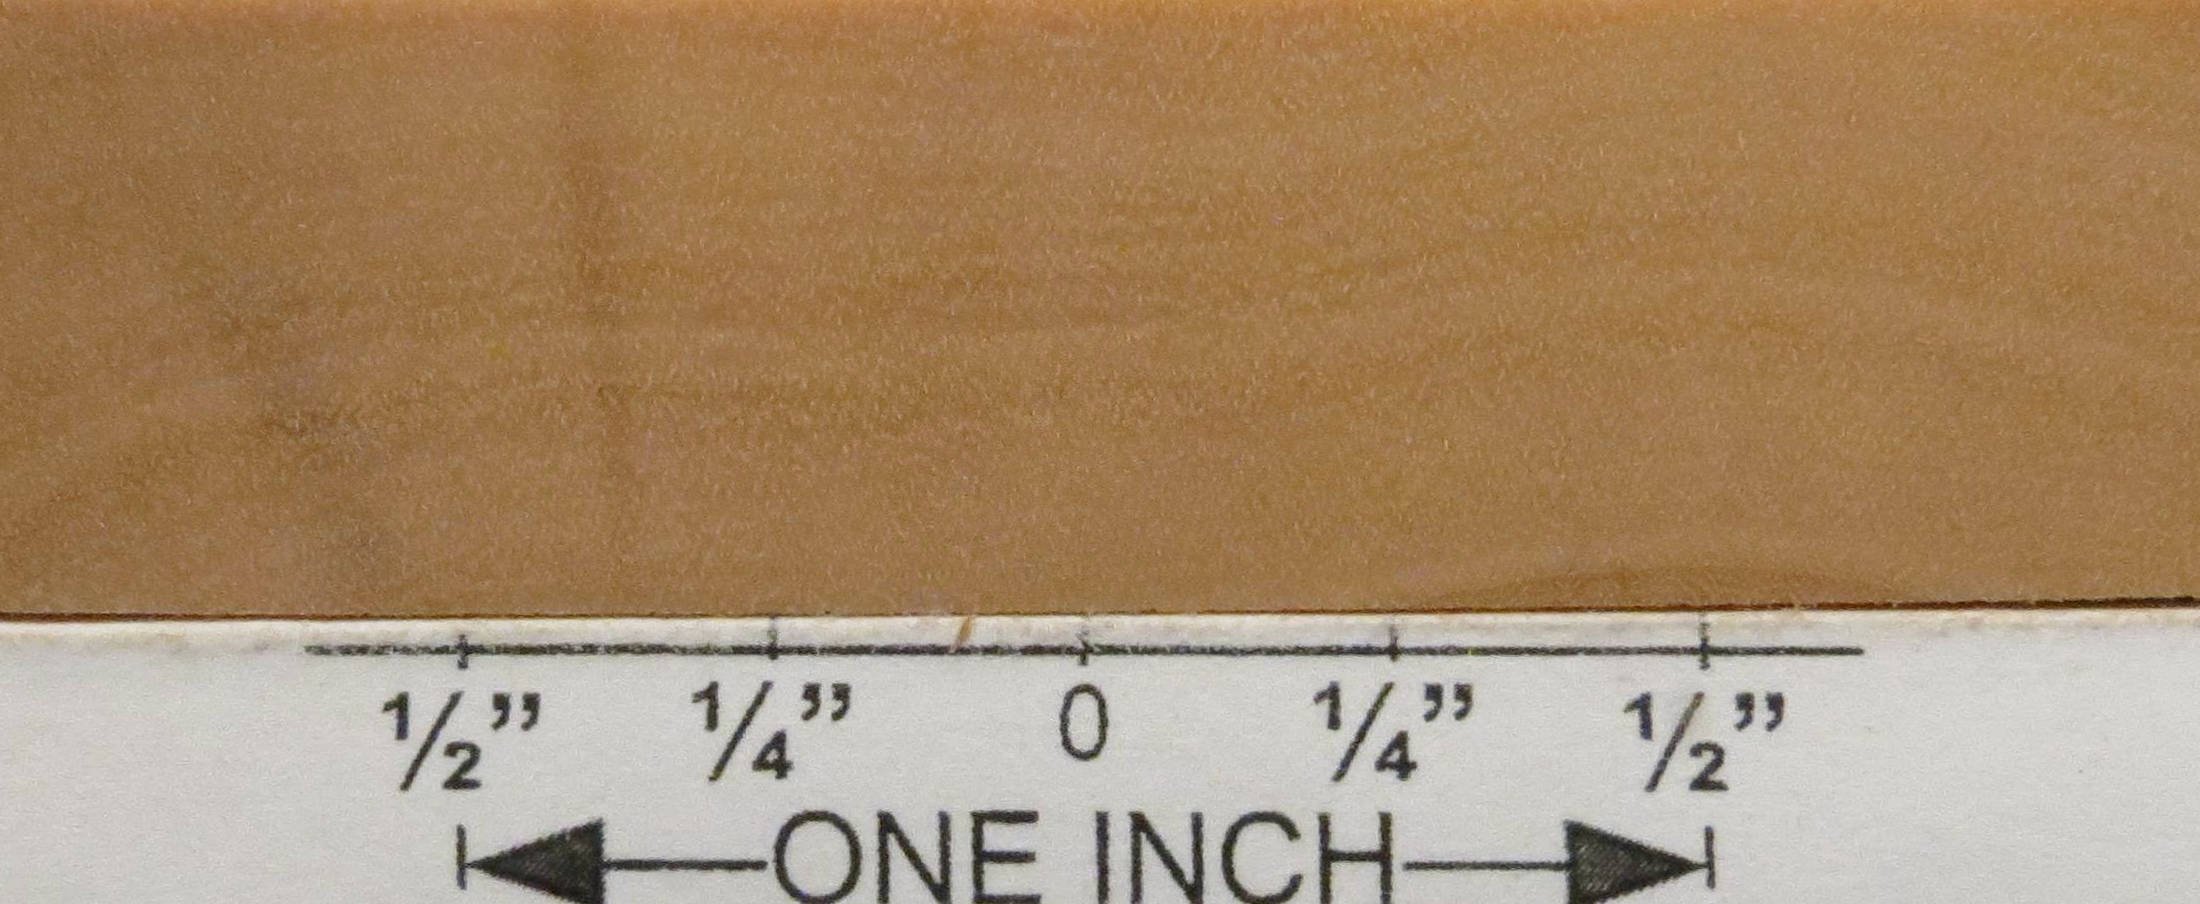 1/2” 1/4” 0 1/4” 1/2”
ONE INCH